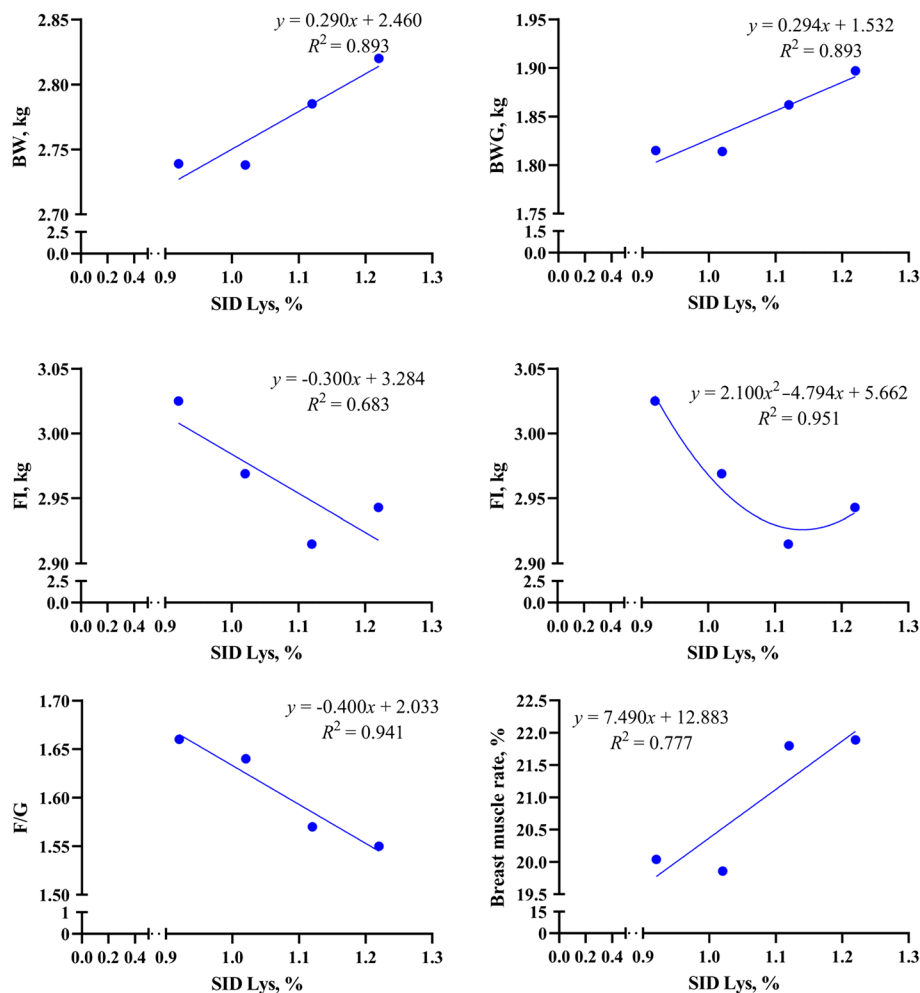 y = 0.290x + 2.460
R² = 0.893
BW, kg
2.85
2.80
2.75
2.70
2.5
0.0
0.0 0.2 0.4 0.9 1.0 1.1 1.2 1.3
SID Lys, %
y = 0.294x + 1.532
R² = 0.893
BWG, kg
1.95
1.90
1.85
1.80
1.75
1.5
0.0
0.0 0.2 0.4 0.9 1.0 1.1 1.2 1.3
SID Lys, %
y = -0.300x + 3.284
R² = 0.683
FI, kg
3.05
3.00
2.95
2.90
2.5
0.0
0.0 0.2 0.4 0.9 1.0 1.1 1.2 1.3
SID Lys, %
y = 2.100x²–4.794x + 5.662
R² = 0.951
FI, kg
3.05
3.00
2.95
2.90
2.5
0.0
0.0 0.2 0.4 0.9 1.0 1.1 1.2 1.3
SID Lys, %
y = -0.400x + 2.033
R² = 0.941
F/G
1.70
1.65
1.60
1.55
1.50
1
0
0.0 0.2 0.4 0.9 1.0 1.1 1.2 1.3
SID Lys, %
y = 7.490x + 12.883
R² = 0.777
Breast muscle rate, %
22.5
22.0
21.5
21.0
20.5
20.0
19.5
15
0
0.0 0.2 0.4 0.9 1.0 1.1 1.2 1.3
SID Lys, %